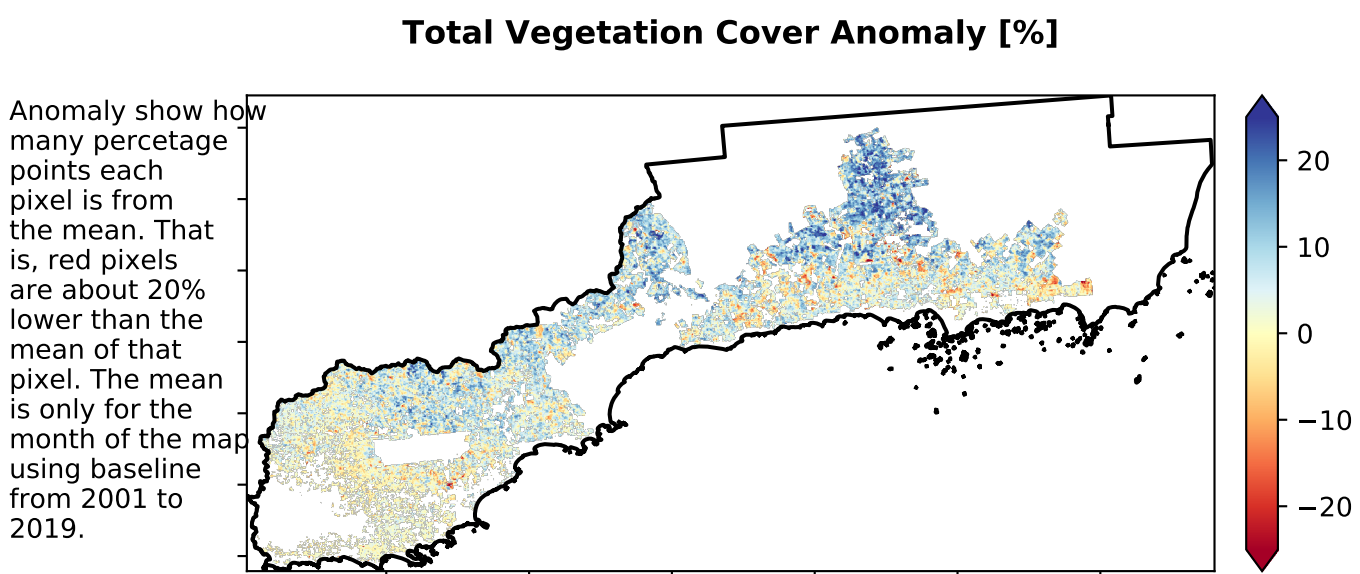 Total Vegetation Cover Anomaly [%]
Anomaly show how
many percetage
points each
pixel is from
the mean. That
is, red pixels
are about 20%
lower than the
mean of that
pixel. The mean
is only for the
month of the map
using baseline
from 2001 to
2019.
20
10
0
−10
−20